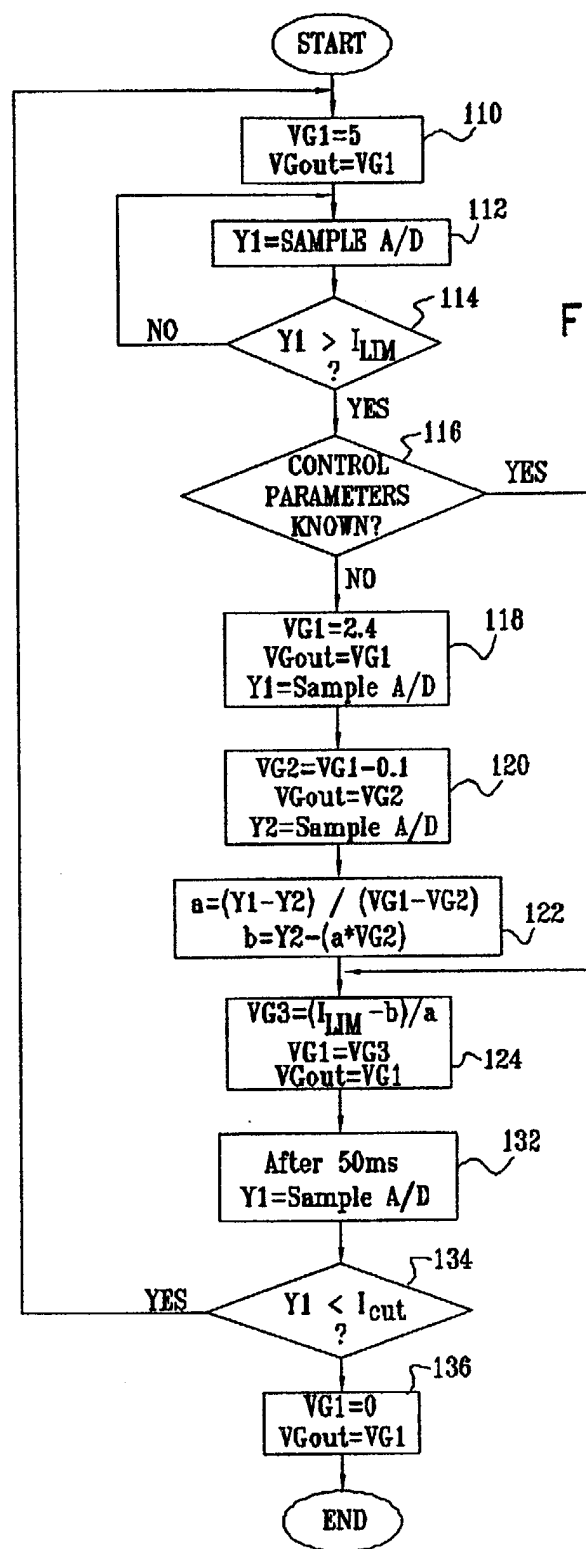 START
VG1=5
VGout=VG1
110
Y1=SAMPLE A/D
112
Y1 > ILIM
?
114
NO
F
YES
CONTROL
PARAMETERS
KNOWN?
116
YES
NO
VG1=2.4
VGout=VG1
Y1=Sample A/D
118
VG2=VG1-0.1
VGout=VG2
Y2=Sample A/D
120
a=(Y1-Y2) / (VG1-VG2)
b=Y2-(a*VG2)
122
VG3=(ILIM -b)/a
VG1=VG3
VGout=VG1
124
After 50ms
Y1=Sample A/D
132
Y1 < Icut
?
134
YES
VG1=0
VGout=VG1
136
END